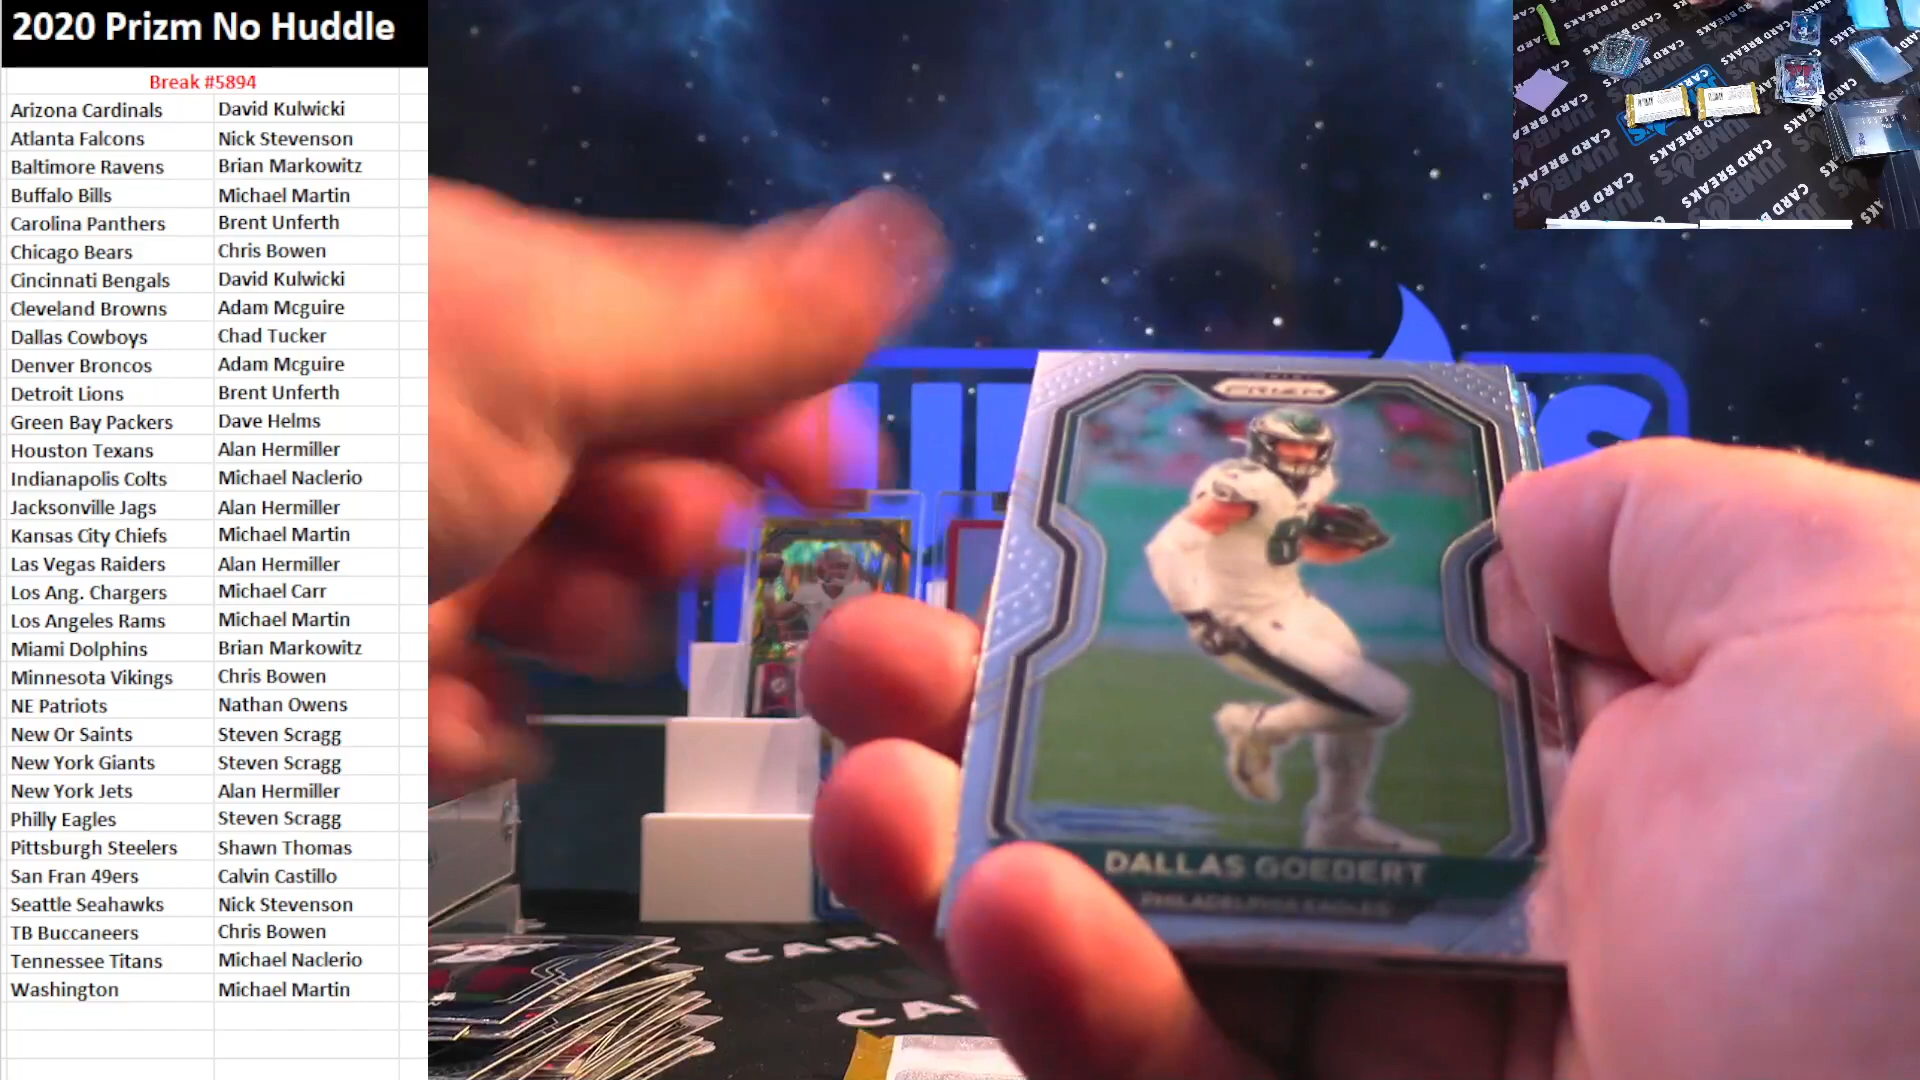 2020 Prizm No Huddle
Break #5894
Arizona Cardinals David Kulwicki
Atlanta Falcons Nick Stevenson
Baltimore Ravens Brian Markowitz
Buffalo Bills Michael Martin
Carolina Panthers Brent Unferth
Chicago Bears Chris Bowen
Cincinnati Bengals David Kulwicki
Cleveland Browns Adam Mcguire
Dallas Cowboys Chad Tucker
Denver Broncos Adam Mcguire
Detroit Lions Brent Unferth
Green Bay Packers Dave Helms
Houston Texans Alan Hermiller
Indianapolis Colts Michael Naclerio
Jacksonville Jags Alan Hermiller
Kansas City Chiefs Michael Martin
Las Vegas Raiders Alan Hermiller
Los Ang. Chargers Michael Carr
Los Angeles Rams Michael Martin
Miami Dolphins Brian Markowitz
Minnesota Vikings Chris Bowen
NE Patriots Nathan Owens
New Or Saints Steven Scragg
New York Giants Steven Scragg
New York Jets Alan Hermiller
Philly Eagles Steven Scragg
Pittsburgh Steelers Shawn Thomas
San Fran 49ers Calvin Castillo
Seattle Seahawks Nick Stevenson
TB Buccaneers Chris Bowen
Tennessee Titans Michael Naclerio
Washington Michael Martin
PRIZM
DALLAS GOEDERT
PHILADELPHIA EAGLES
CARD BREAKS
JUMBO'S
CARD BREAKS